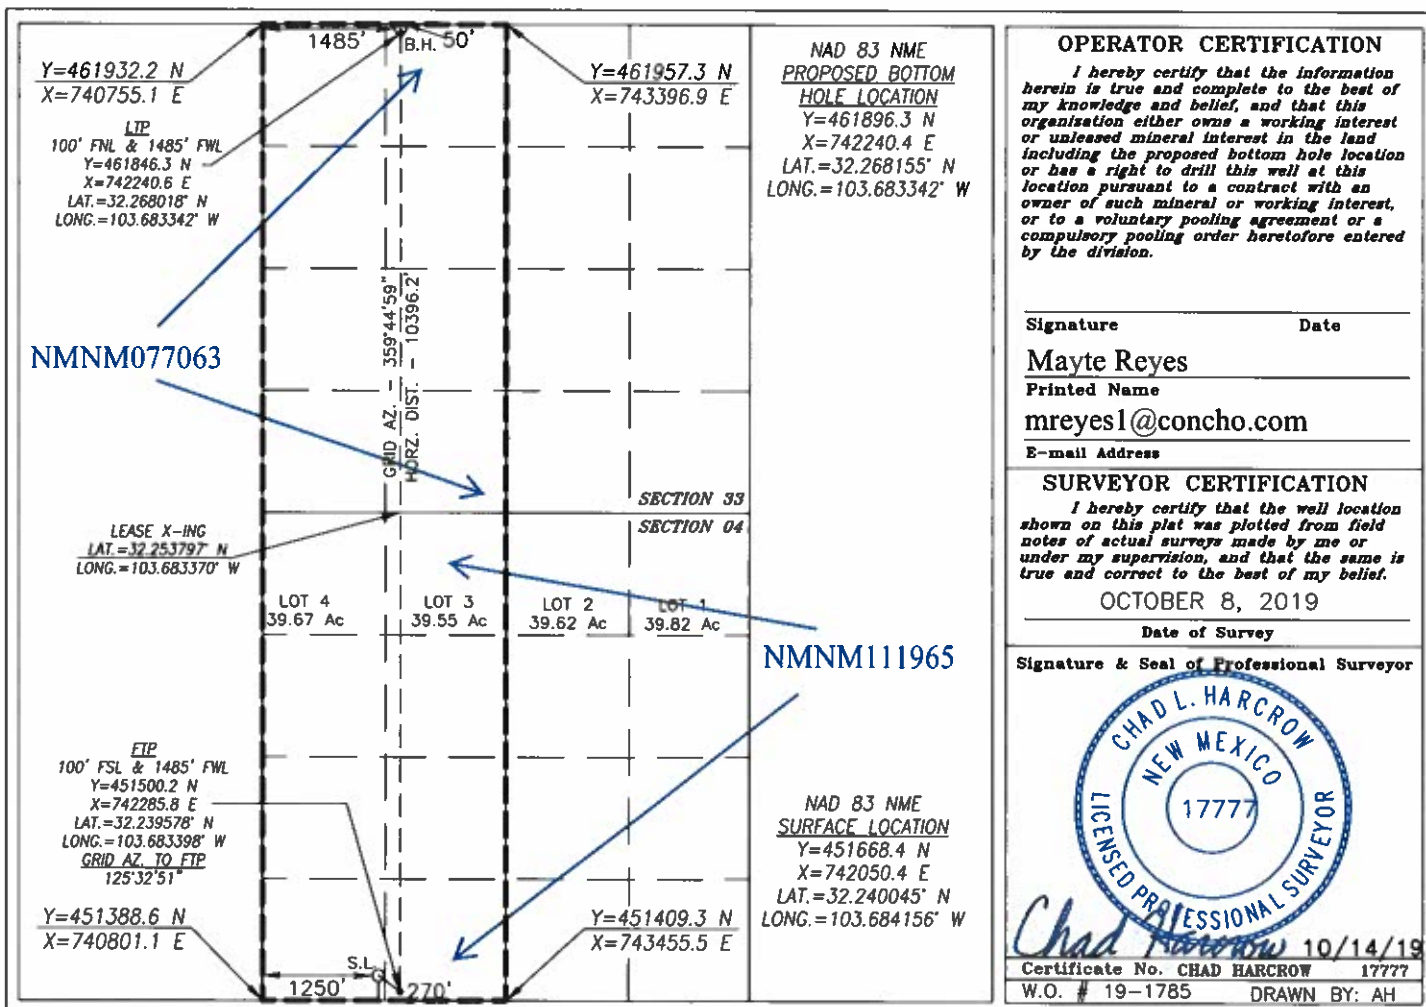 1485'
B.H.
50'
Y=461932.2 N
X=740755.1 E
Y=461957.3 N
X=743396.9 E
LTP
100' FNL & 1485' FWL
Y=461846.3 N
X=742240.6 E
LAT.=32.268018° N
LONG.=103.683342° W
NMNM077063
GRID AZ. - 359°44'59"
HORZ. DIST. - 10396.2'
SECTION 33
SECTION 04
LEASE X-ING
LAT.=32.253797° N
LONG.=103.683370° W
LOT 4
39.67 Ac
LOT 3
39.55 Ac
LOT 2
39.62 Ac
LOT 1
39.82 Ac
NMNM111965
FTP
100' FSL & 1485' FWL
Y=451500.2 N
X=742285.8 E
LAT.=32.239578° N
LONG.=103.683398° W
GRID AZ. TO FTP
125°32'51"
Y=451388.6 N
X=740801.1 E
Y=451409.3 N
X=743455.5 E
S.L.
1250'
270'
NAD 83 NME
PROPOSED BOTTOM
HOLE LOCATION
Y=461896.3 N
X=742240.4 E
LAT.=32.268155° N
LONG.=103.683342° W
NAD 83 NME
SURFACE LOCATION
Y=451668.4 N
X=742050.4 E
LAT.=32.240045° N
LONG.=103.684156° W
OPERATOR CERTIFICATION
I hereby certify that the information
herein is true and complete to the best of
my knowledge and belief, and that this
organization either owns a working interest
or unleased mineral interest in the land
including the proposed bottom hole location
or has a right to drill this well at this
location pursuant to a contract with an
owner of such mineral or working interest,
or to a voluntary pooling agreement or a
compulsory pooling order heretofore entered
by the division.
Signature Date
Mayte Reyes
Printed Name
mreyes1@concho.com
E-mail Address
SURVEYOR CERTIFICATION
I hereby certify that the well location
shown on this plat was plotted from field
notes of actual surveys made by me or
under my supervision, and that the same is
true and correct to the best of my belief.
OCTOBER 8, 2019
Date of Survey
Signature & Seal of Professional Surveyor
CHAD L. HARCROW
NEW MEXICO
17777
LICENSED PROFESSIONAL SURVEYOR
Chad Harcrow 10/14/19
Certificate No. CHAD HARCROW 17777
W.O. # 19-1785 DRAWN BY: AH